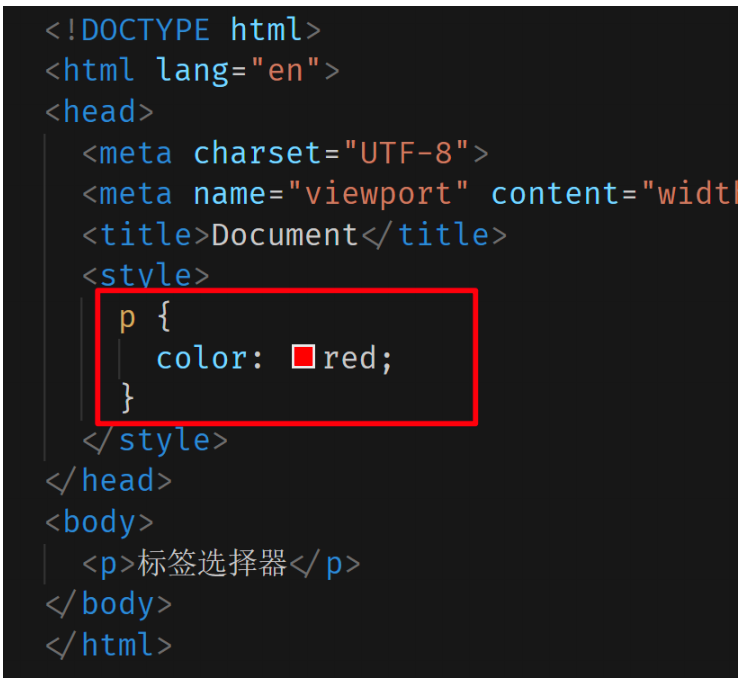 <!DOCTYPE html>
<html lang="en">
<head>
<meta charset="UTF-8">
<meta name="viewport" content="widt
<title>Document</title>
<style>
p {
color: red;
}
</style>
</head>
<body>
<p>标签选择器</p>
</body>
</html>